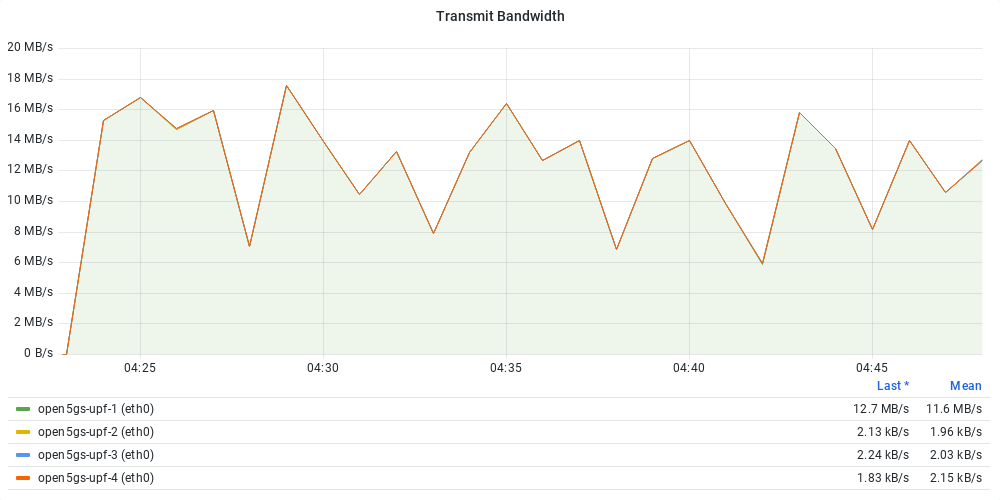 Transmit Bandwidth
20 MB/s
18 MB/s
16 MB/s
14 MB/s
12 MB/s
10 MB/s
8 MB/s
6 MB/s
4 MB/s
2 MB/s
0 B/s
04:25 04:30 04:35 04:40 04:45
Last * Mean
open5gs-upf-1 (eth0) 12.7 MB/s 11.6 MB/s
open5gs-upf-2 (eth0) 2.13 kB/s 1.96 kB/s
open5gs-upf-3 (eth0) 2.24 kB/s 2.03 kB/s
open5gs-upf-4 (eth0) 1.83 kB/s 2.15 kB/s